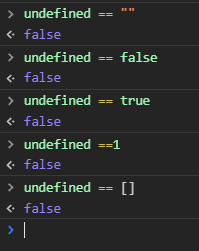 > undefined == ""
<· false
> undefined == false
<· false
> undefined == true
<· false
> undefined ==1
<· false
> undefined == []
<· false
>